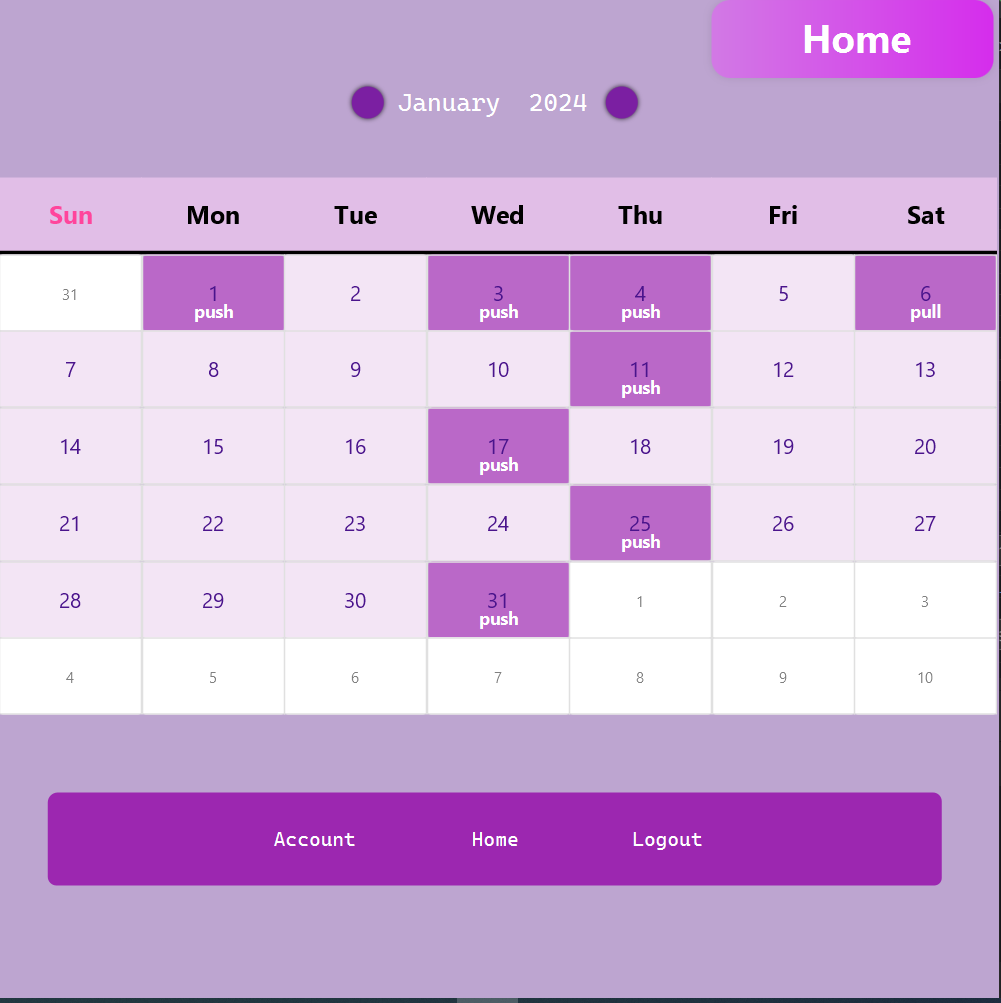 Home
January 2024
Sun Mon Tue Wed Thu Fri Sat
31 1 2 3 4 5 6
push push push pull
7 8 9 10 11 12 13
push
14 15 16 17 18 19 20
push
21 22 23 24 25 26 27
push
28 29 30 31 1 2 3
push
4 5 6 7 8 9 10
Account Home Logout